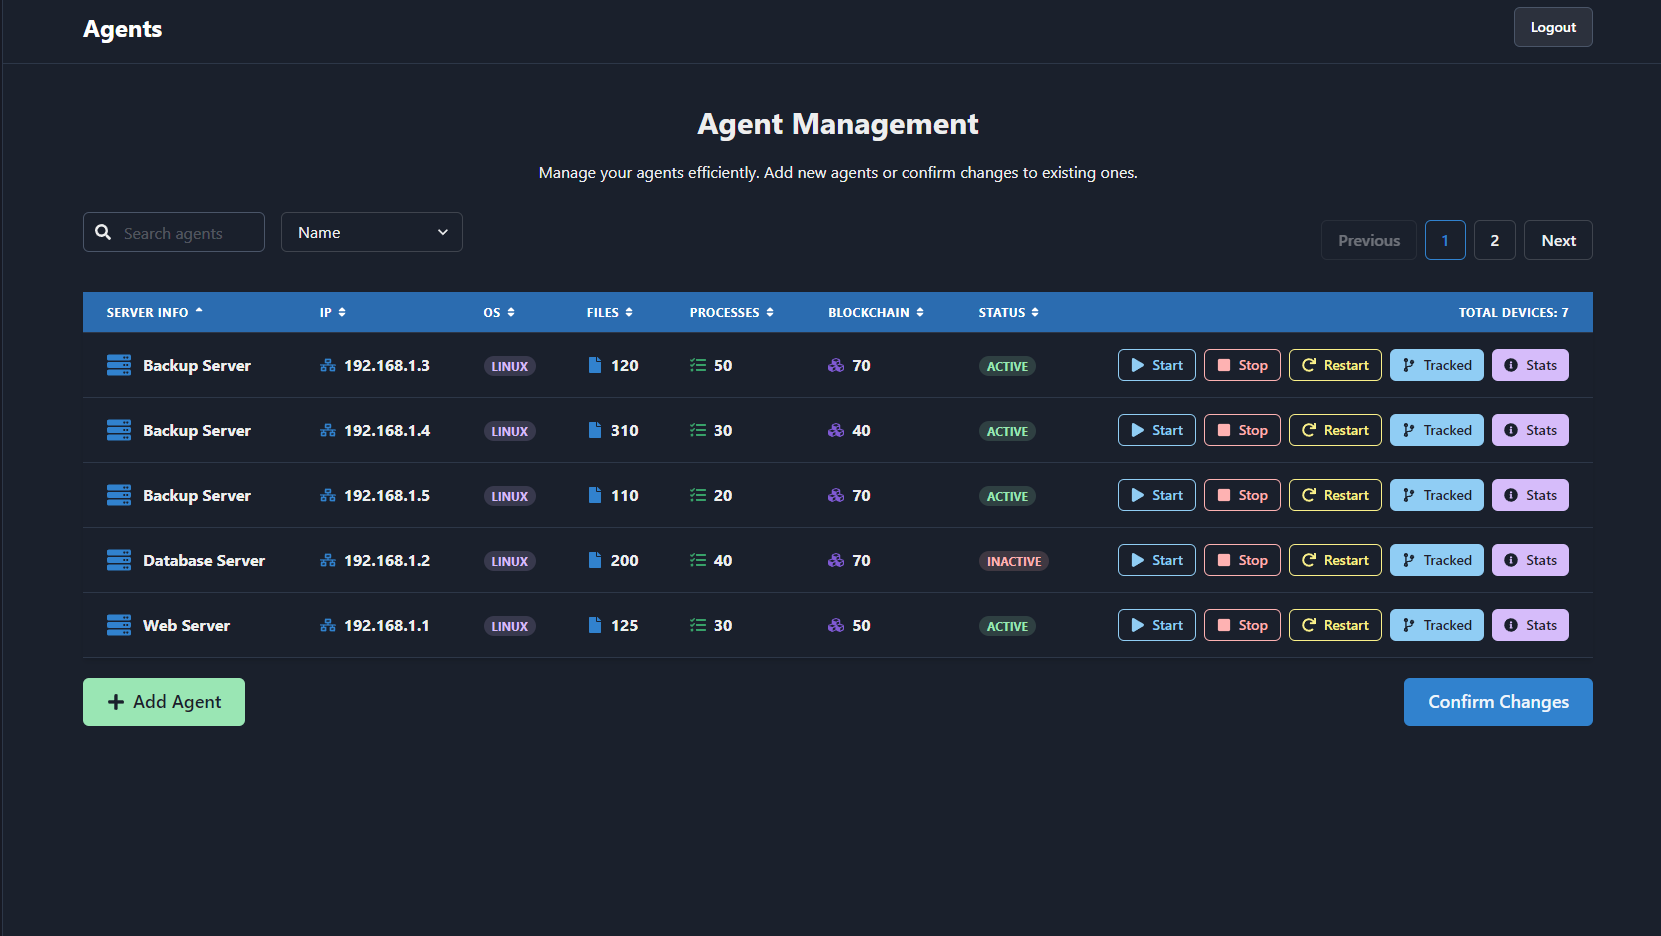 Agents
Logout
Agent Management
Manage your agents efficiently. Add new agents or confirm changes to existing ones.
Search agents
Name
Previous 1 2 Next
SERVER INFO IP OS FILES PROCESSES BLOCKCHAIN STATUS TOTAL DEVICES: 7
Backup Server 192.168.1.3 LINUX 120 50 70 ACTIVE Start Stop Restart Tracked Stats
Backup Server 192.168.1.4 LINUX 310 30 40 ACTIVE Start Stop Restart Tracked Stats
Backup Server 192.168.1.5 LINUX 110 20 70 ACTIVE Start Stop Restart Tracked Stats
Database Server 192.168.1.2 LINUX 200 40 70 INACTIVE Start Stop Restart Tracked Stats
Web Server 192.168.1.1 LINUX 125 30 50 ACTIVE Start Stop Restart Tracked Stats
Add Agent
Confirm Changes